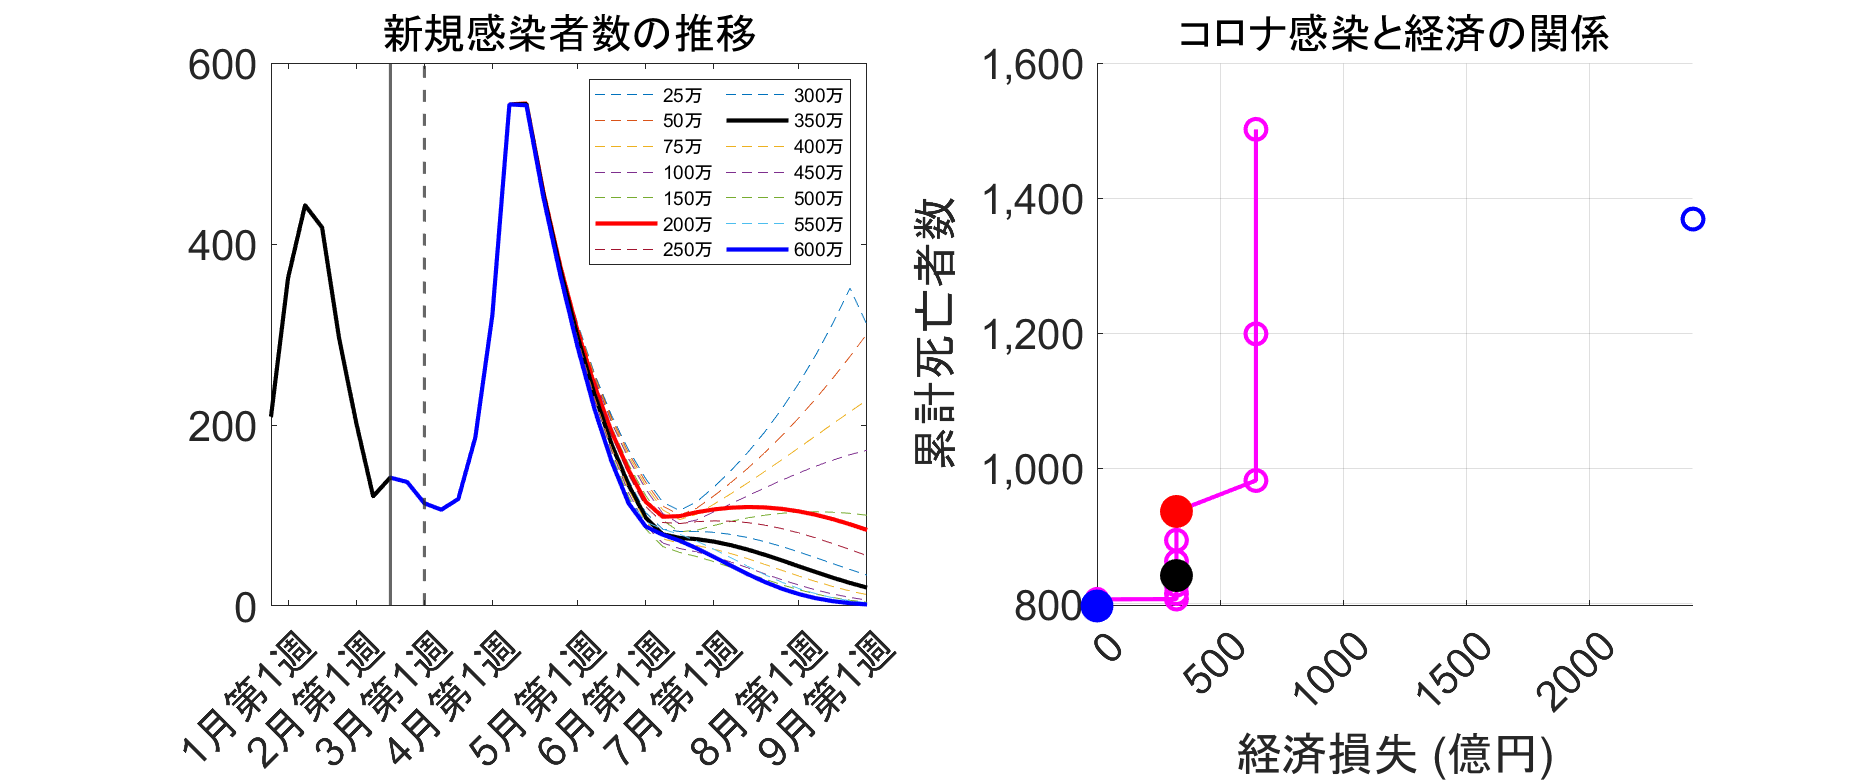 新規感染者数の推移
600
400
200
0
25万
50万
75万
100万
150万
200万
250万
300万
350万
400万
450万
500万
550万
600万
1月第1週
2月第1週
3月第1週
4月第1週
5月第1週
6月第1週
7月第1週
8月第1週
9月第1週
コロナ感染と経済の関係
累計死亡者数
1,600
1,400
1,200
1,000
800
0
500
1000
1500
2000
経済損失 (億円)